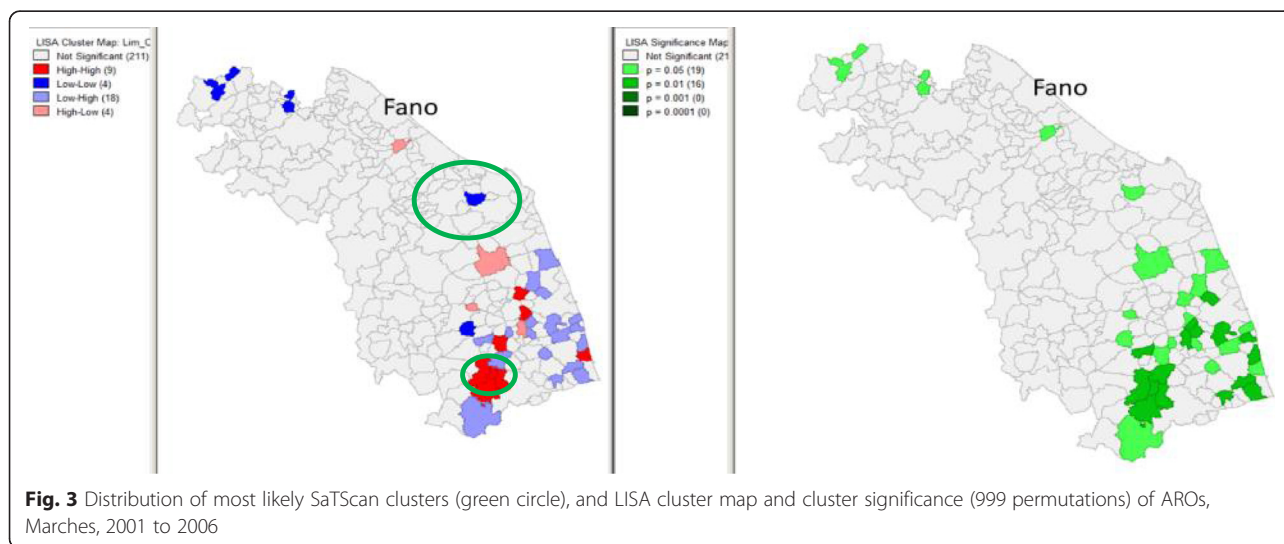 LISA Cluster Map: Lim_C
Not Significant (211)
High-High (9)
Low-Low (4)
Low-High (18)
High-Low (4)
Fano
LISA Significance Map
Not Significant (21
p = 0.05 (19)
p = 0.01 (16)
p = 0.001 (0)
p = 0.0001 (0)
Fano
Fig. 3 Distribution of most likely SaTScan clusters (green circle), and LISA cluster map and cluster significance (999 permutations) of AROs,
Marches, 2001 to 2006